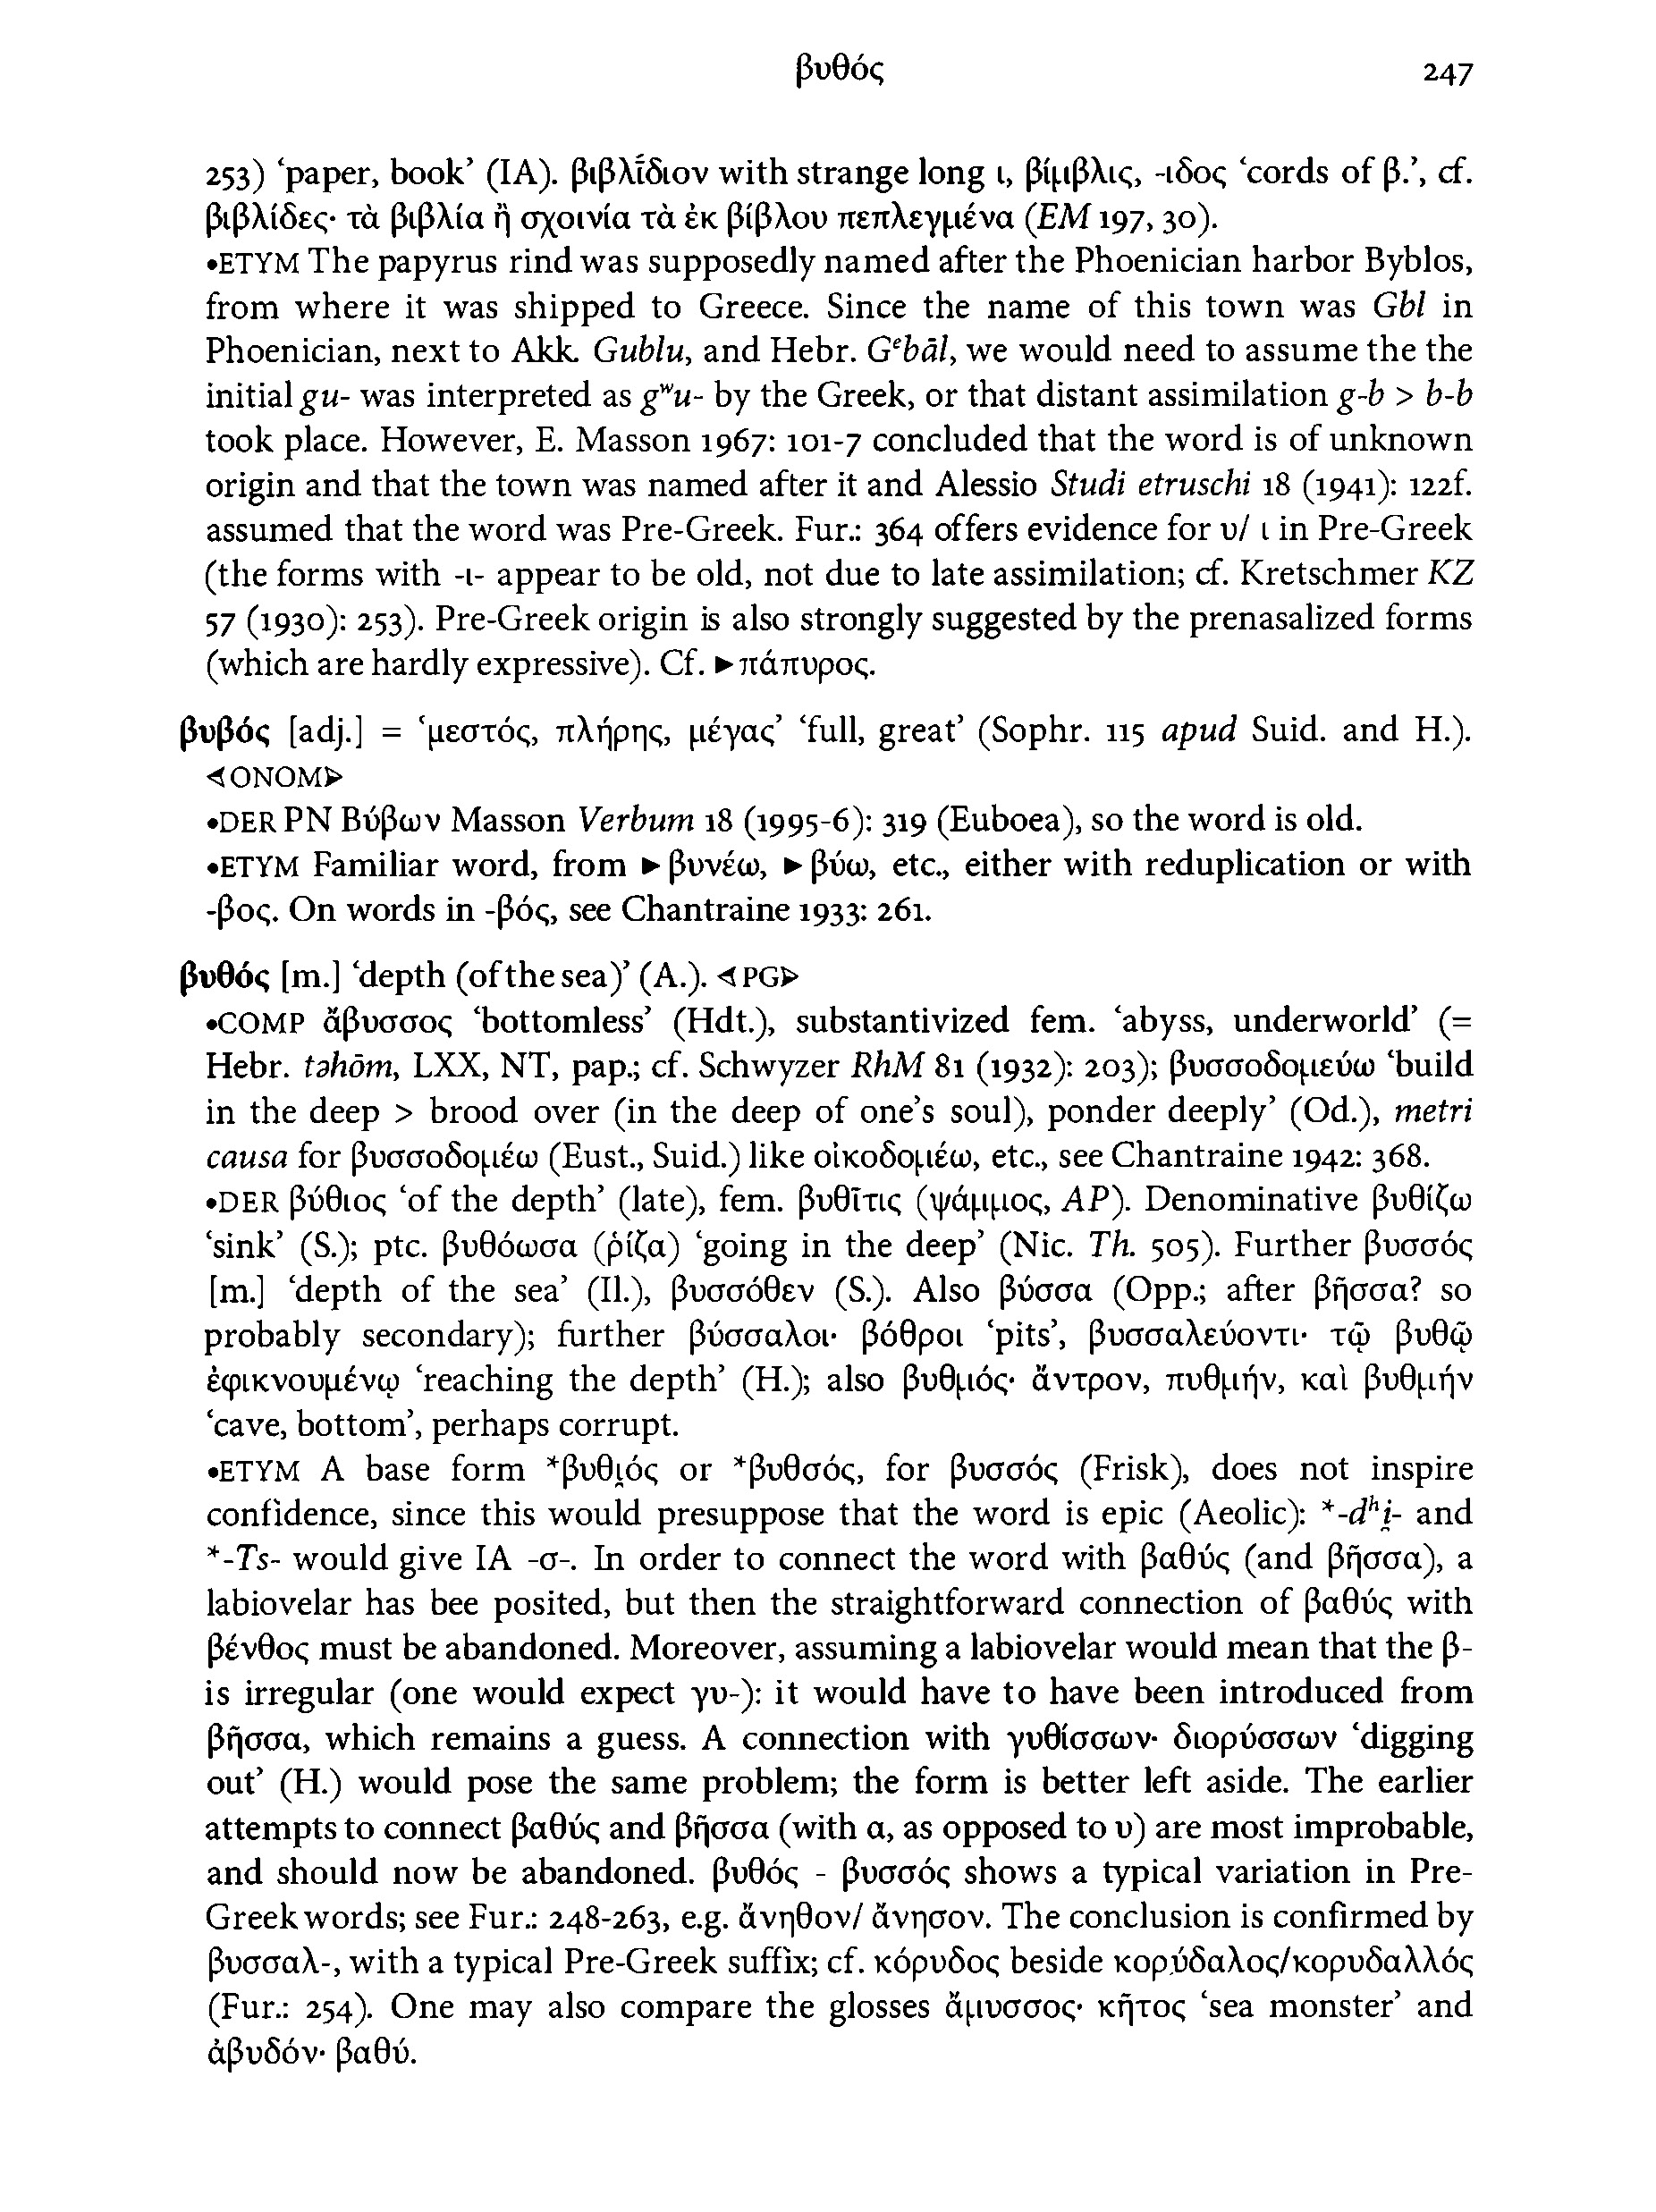 βυθός 247
253) ‘paper, book’ (IA). βιβλῑ́διον with strange long ι, βίμβλις, -ιδος ‘cords of β.’, cf.
βιβλίδες· τὰ βιβλία ἢ σχοινία τὰ ἐκ βίβλου πεπλεγμένα (EM 197, 30).
•ETYM The papyrus rind was supposedly named after the Phoenician harbor Byblos,
from where it was shipped to Greece. Since the name of this town was Gbl in
Phoenician, next to Akk. Gublu, and Hebr. Gᵉbāl, we would need to assume the the
initial gu- was interpreted as gʷu- by the Greek, or that distant assimilation g-b > b-b
took place. However, E. Masson 1967: 101-7 concluded that the word is of unknown
origin and that the town was named after it and Alessio Studi etruschi 18 (1941): 122f.
assumed that the word was Pre-Greek. Fur.: 364 offers evidence for υ/ ι in Pre-Greek
(the forms with -ι- appear to be old, not due to late assimilation; cf. Kretschmer KZ
57 (1930): 253). Pre-Greek origin is also strongly suggested by the prenasalized forms
(which are hardly expressive). Cf. ►πάπυρος.
βυβός [adj.] = ‘μεστός, πλήρης, μέγας’ ‘full, great’ (Sophr. 115 apud Suid. and H.).
⊲ONOM⊳
•DER PN Βύβων Masson Verbum 18 (1995-6): 319 (Euboea), so the word is old.
•ETYM Familiar word, from ►βυνέω, ►βύω, etc., either with reduplication or with
-βος. On words in -βός, see Chantraine 1933: 261.
βυθός [m.] ‘depth (of the sea)’ (A.). ⊲PG⊳
•COMP ἄβυσσος ‘bottomless’ (Hdt.), substantivized fem. ‘abyss, underworld’ (=
Hebr. təhōm, LXX, NT, pap.; cf. Schwyzer RhM 81 (1932): 203); βυσσοδομεύω ‘build
in the deep > brood over (in the deep of one’s soul), ponder deeply’ (Od.), metri
causa for βυσσοδομέω (Eust., Suid.) like οἰκοδομέω, etc., see Chantraine 1942: 368.
•DER βύθιος ‘of the depth’ (late), fem. βυθῖτις (ψάμμος, AP). Denominative βυθίζω
‘sink’ (S.); ptc. βυθόωσα (ῥίζα) ‘going in the deep’ (Nic. Th. 505). Further βυσσός
[m.] ‘depth of the sea’ (Il.), βυσσόθεν (S.). Also βύσσα (Opp.; after βῆσσα? so
probably secondary); further βύσσαλοι· βόθροι ‘pits’, βυσσαλεύοντι· τῷ βυθῷ
ἐφικνουμένῳ ‘reaching the depth’ (H.); also βυθμός· ἄντρον, πυθμήν, καὶ βυθμήν
‘cave, bottom’, perhaps corrupt.
•ETYM A base form *βυθι̯ός or *βυθσός, for βυσσός (Frisk), does not inspire
confidence, since this would presuppose that the word is epic (Aeolic): *-dʰi̯- and
*-Ts- would give IA -σ-. In order to connect the word with βαθύς (and βῆσσα), a
labiovelar has bee posited, but then the straightforward connection of βαθύς with
βένθος must be abandoned. Moreover, assuming a labiovelar would mean that the β-
is irregular (one would expect γυ-): it would have to have been introduced from
βῆσσα, which remains a guess. A connection with γυθίσσων· διορύσσων ‘digging
out’ (H.) would pose the same problem; the form is better left aside. The earlier
attempts to connect βαθύς and βῆσσα (with α, as opposed to υ) are most improbable,
and should now be abandoned. βυθός - βυσσός shows a typical variation in Pre-
Greek words; see Fur.: 248-263, e.g. ἄνηθον/ ἄνησον. The conclusion is confirmed by
βυσσαλ-, with a typical Pre-Greek suffix; cf. κόρυδος beside κορύδαλος/κορυδαλλός
(Fur.: 254). One may also compare the glosses ἄμυσσος· κῆτος ‘sea monster’ and
ἀβυδόν· βαθύ.